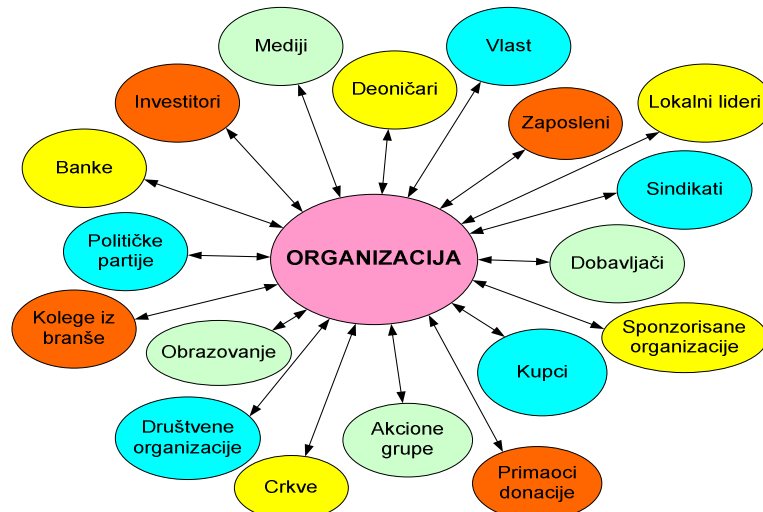 Mediji
Vlast
Deoničari
Investitori
Lokalni lideri
Zaposleni
Banke
Sindikati
Političke
partije
ORGANIZACIJA
Dobavljači
Kolege iz
branše
Sponzorisane
organizacije
Obrazovanje
Kupci
Društvene
organizacije
Akcione
grupe
Crkve
Primaoci
donacije